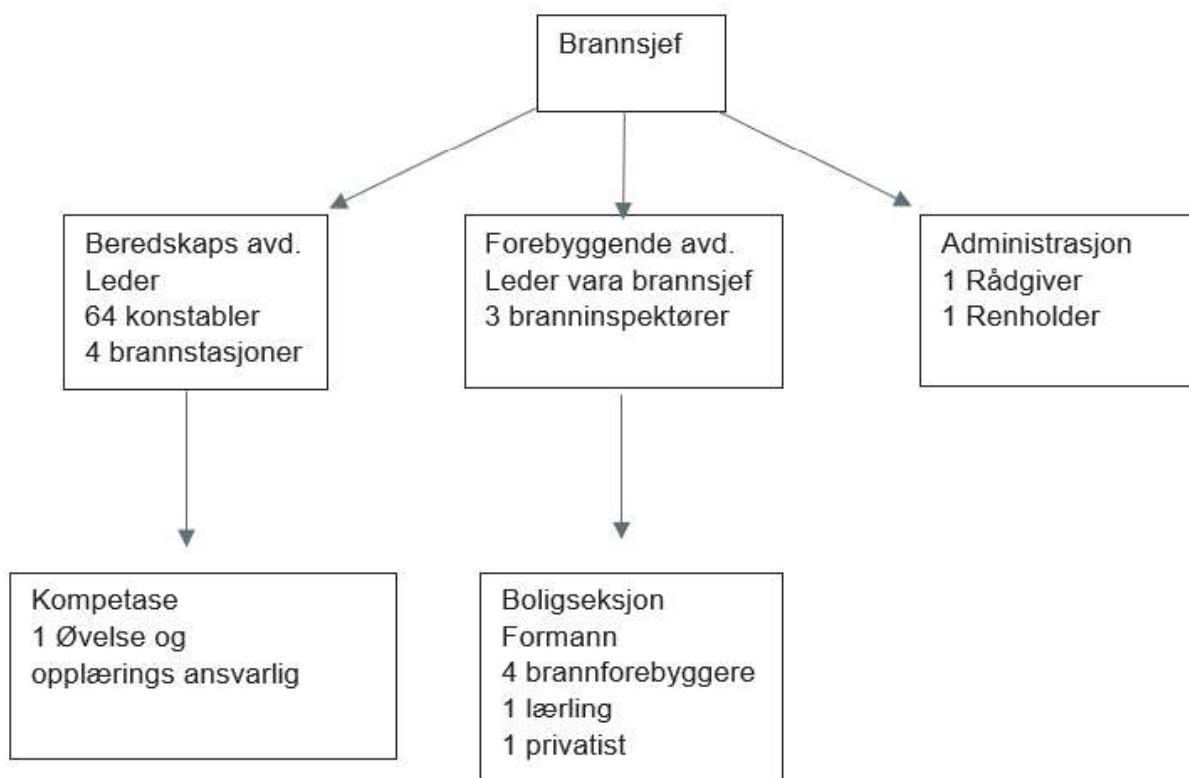 Brannsjef
Beredskaps avd.
Leder
64 konstabler
4 brannstasjoner
Forebyggende avd.
Leder vara brannsjef
3 branninspektører
Administrasjon
1 Rådgiver
1 Renholder
Kompetase
1 Øvelse og
opplærings ansvarlig
Boligseksjon
Formann
4 brannforebyggere
1 lærling
1 privatist